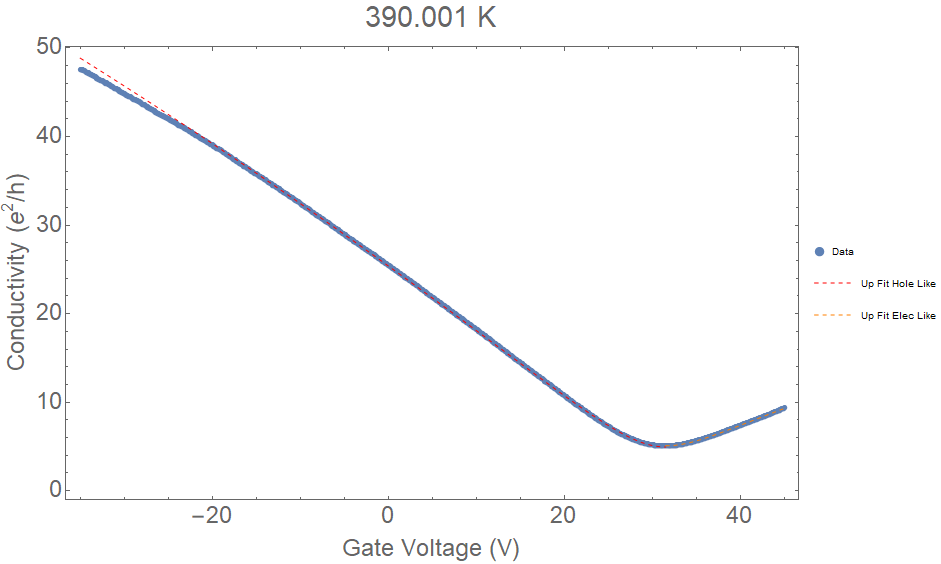 390.001 K
Conductivity (e²/h)
50
40
30
20
10
0
−20
0
20
40
Gate Voltage (V)
Data
Up Fit Hole Like
Up Fit Elec Like